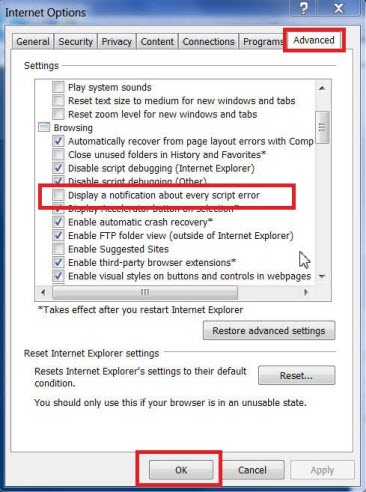 Internet Options
General Security Privacy Content Connections Programs Advanced
Settings
Play system sounds
Reset text size to medium for new windows and tabs
Reset zoom level for new windows and tabs
Browsing
Automatically recover from page layout errors with Comp
Close unused folders in History and Favorites*
Disable script debugging (Internet Explorer)
Disable script debugging (Other)
Display a notification about every script error
Display Accelerator button on selection*
Enable automatic crash recovery*
Enable FTP folder view (outside of Internet Explorer)
Enable Suggested Sites
Enable third-party browser extensions*
Enable visual styles on buttons and controls in webpages
*Takes effect after you restart Internet Explorer
Restore advanced settings
Reset Internet Explorer settings
Resets Internet Explorer's settings to their default
condition.
Reset...
You should only use this if your browser is in an unusable state.
OK Cancel Apply